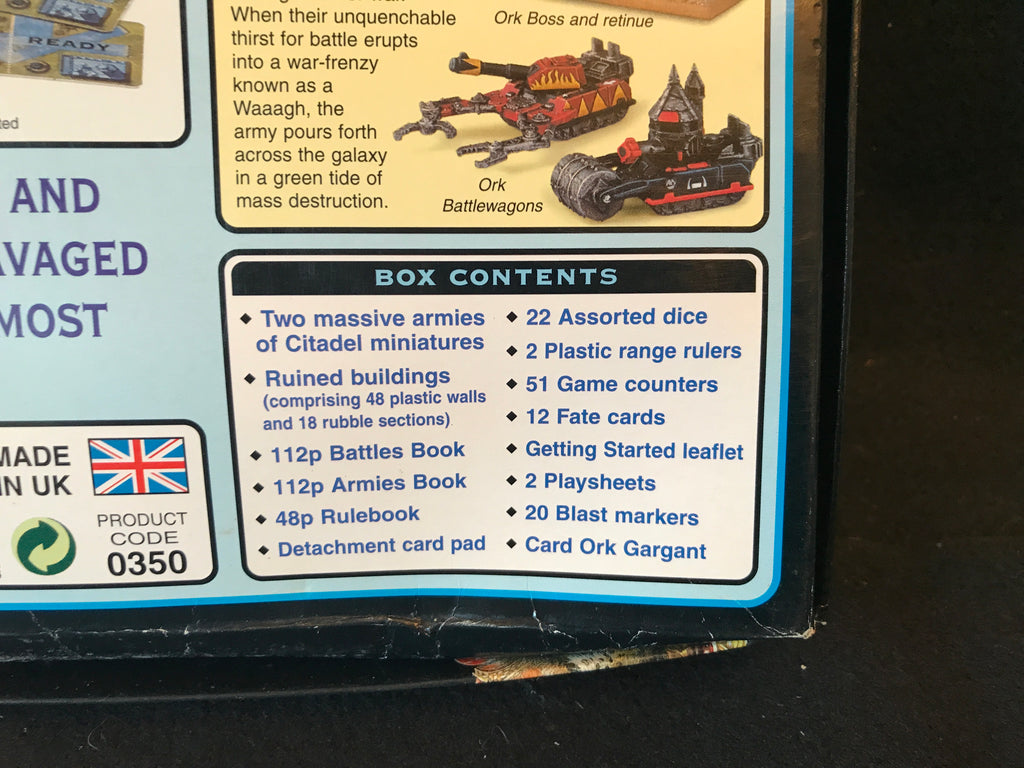 READY
When their unquenchable
thirst for battle erupts
into a war-frenzy
known as a
Waaagh, the
army pours forth
across the galaxy
in a green tide of
mass destruction.
Ork Boss and retinue
Ork
Battlewagons
AND
MOST
BOX CONTENTS
Two massive armies
of Citadel miniatures
Ruined buildings
(comprising 48 plastic walls
and 18 rubble sections)
112p Battles Book
112p Armies Book
48p Rulebook
Detachment card pad
22 Assorted dice
2 Plastic range rulers
51 Game counters
12 Fate cards
Getting Started leaflet
2 Playsheets
20 Blast markers
Card Ork Gargant
MADE
IN UK
PRODUCT
CODE
0350